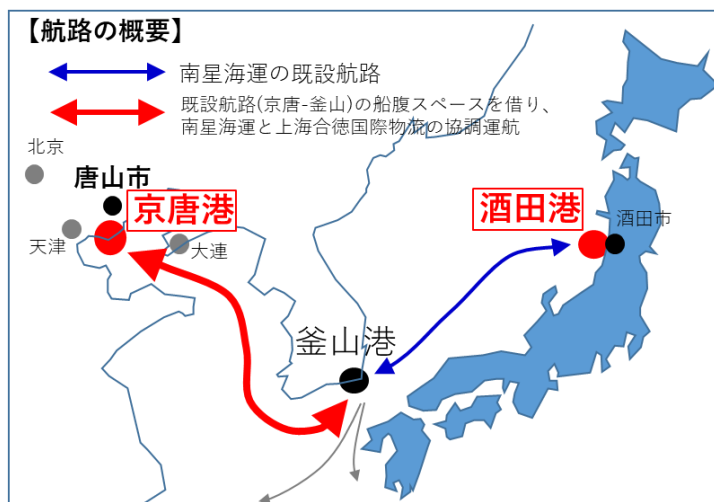 【航路の概要】
南星海運の既設航路
既設航路(京唐-釜山)の船腹スペースを借り、
南星海運と上海合徳国際物流の協調運航
北京
唐山市
京唐港
天津
大連
酒田港
酒田市
釜山港